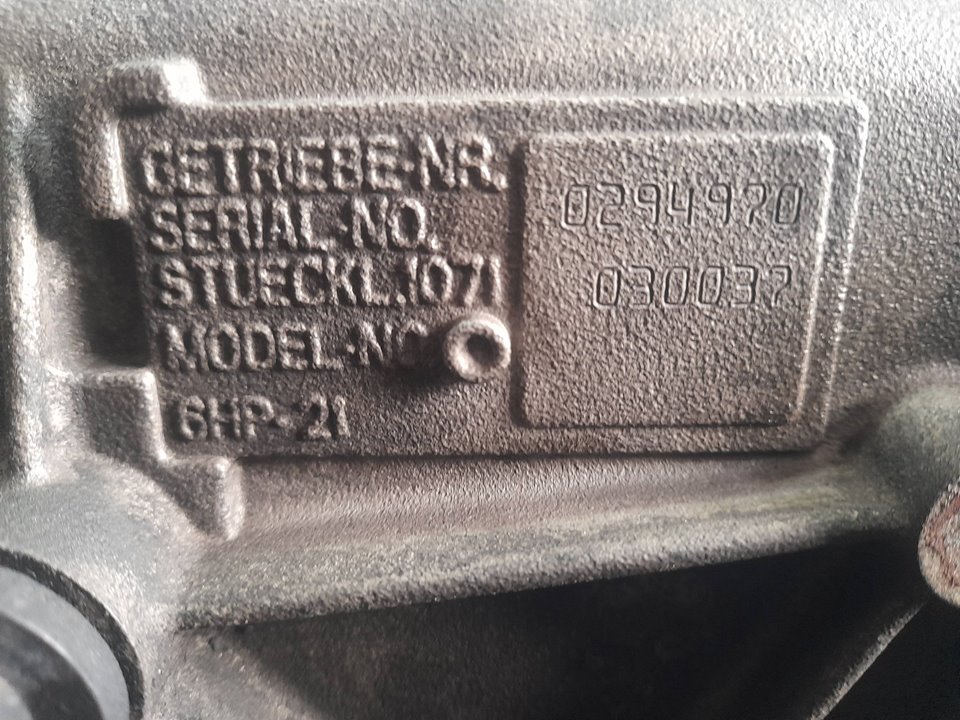 GETRIEBE-NR.
SERIAL-NO. 0294970
STUECKL.1071 030037
MODEL-NO
6HP-21